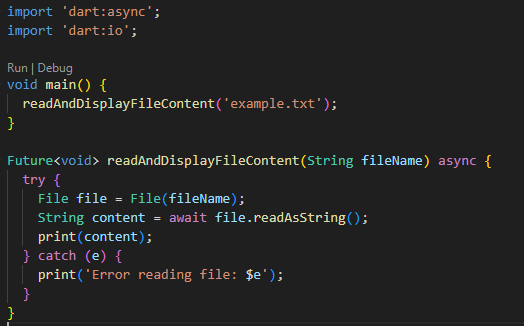 import 'dart:async';
import 'dart:io';
Run | Debug
void main() {
  readAndDisplayFileContent('example.txt');
}
Future<void> readAndDisplayFileContent(String fileName) async {
  try {
    File file = File(fileName);
    String content = await file.readAsString();
    print(content);
  } catch (e) {
    print('Error reading file: $e');
  }
}